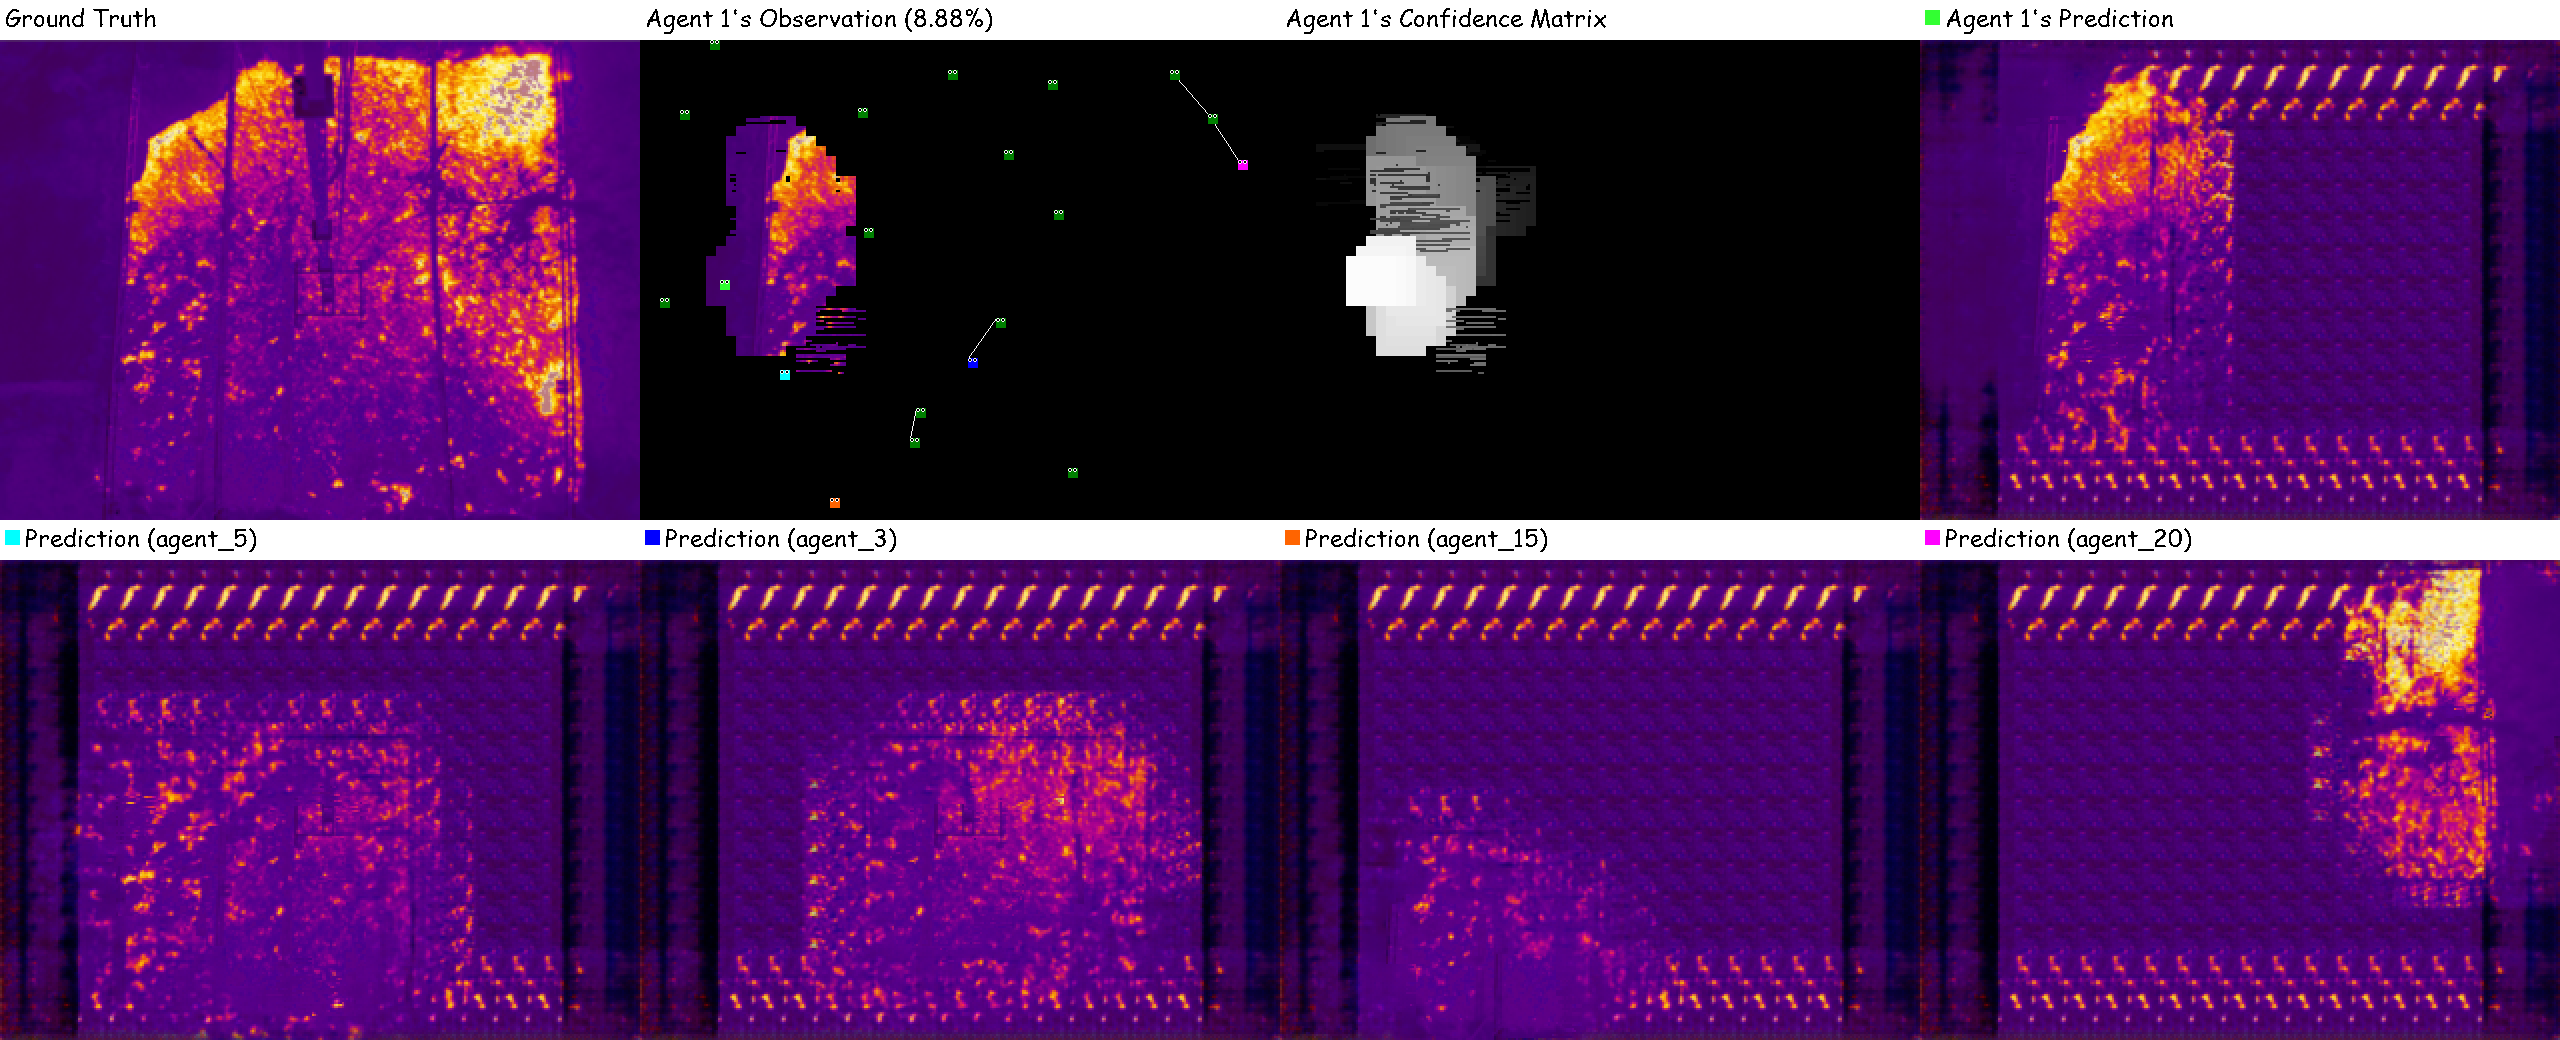 Ground Truth
Agent 1's Observation (8.88%)
Agent 1's Confidence Matrix
Agent 1's Prediction
Prediction (agent_5)
Prediction (agent_3)
Prediction (agent_15)
Prediction (agent_20)